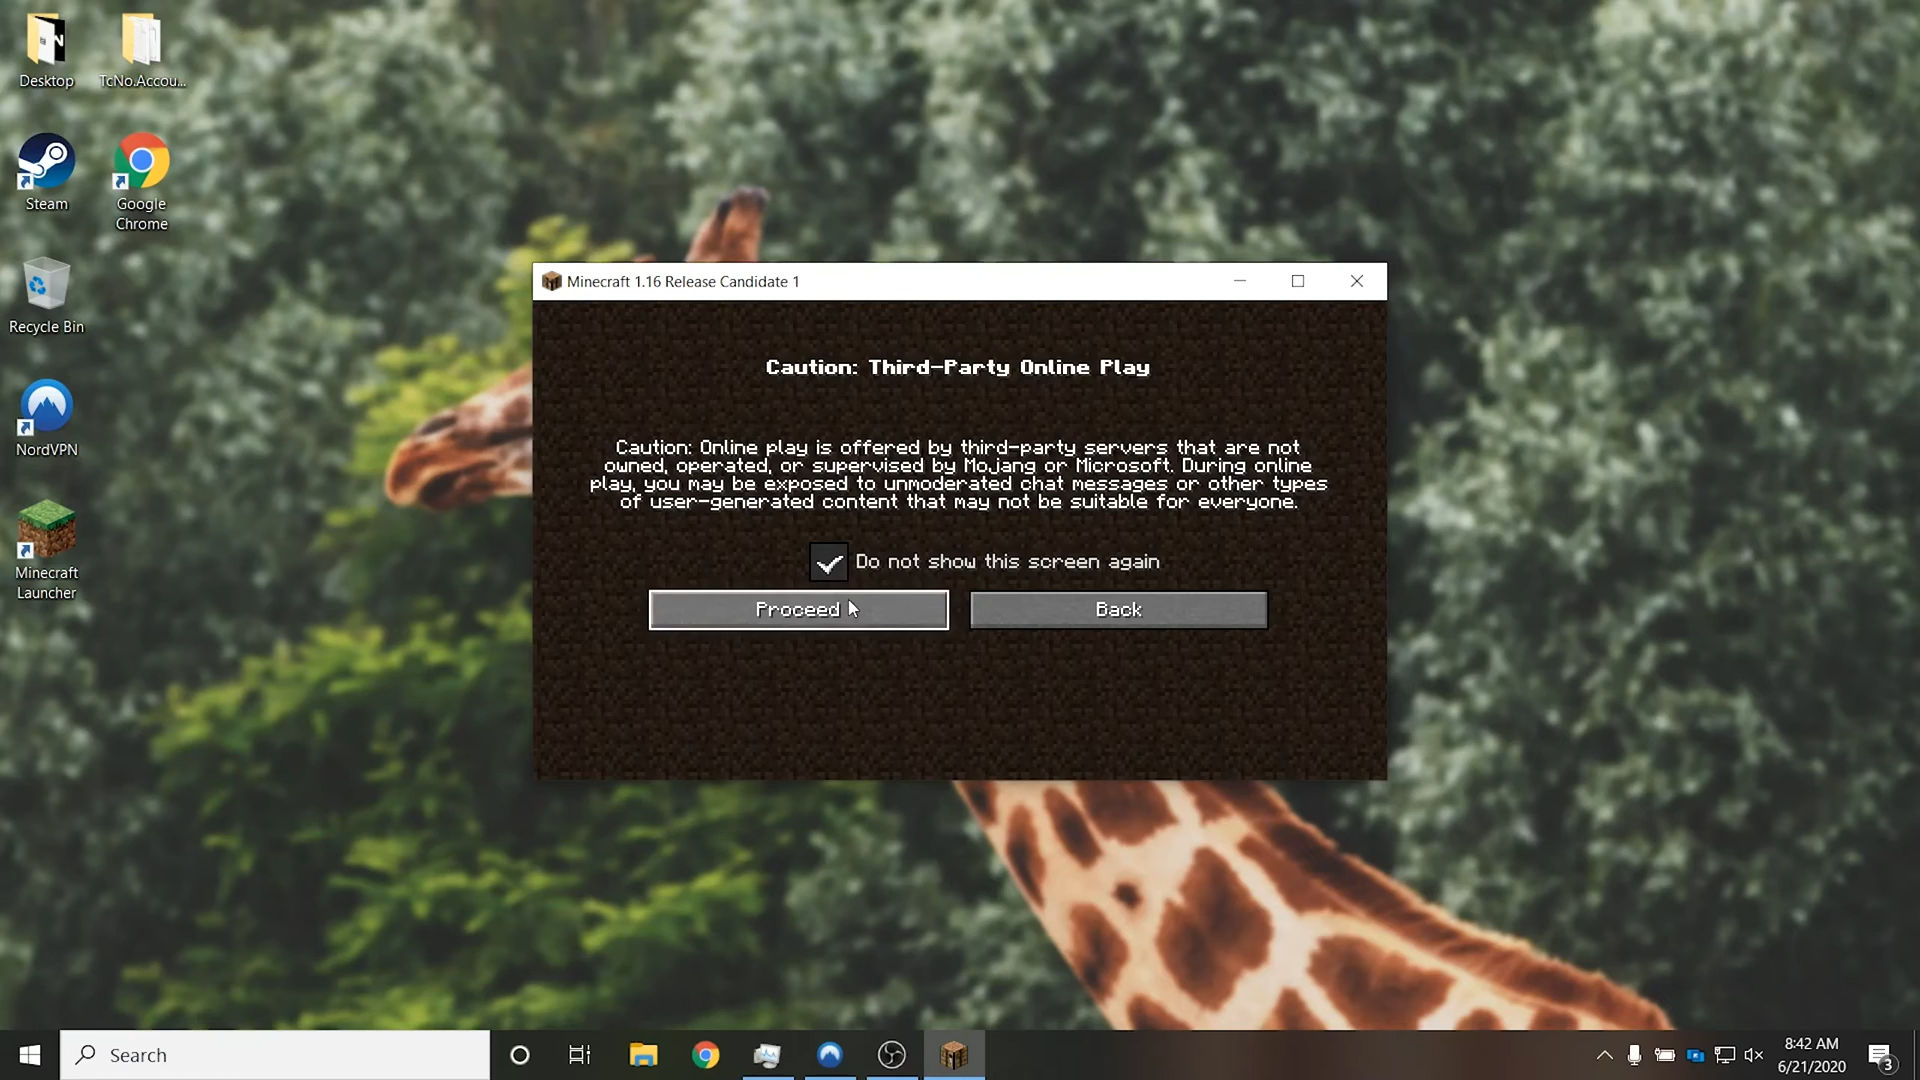 Desktop
TcNo.Accou...
Steam
Google
Chrome
Recycle Bin
NordVPN
Minecraft
Launcher
Minecraft 1.16 Release Candidate 1
Caution: Third-Party Online Play
Caution: Online play is offered by third-party servers that are not
owned, operated, or supervised by Mojang or Microsoft. During online
play, you may be exposed to unmoderated chat messages or other types
of user-generated content that may not be suitable for everyone.
Do not show this screen again
Proceed
Back
Search
8:42 AM
6/21/2020
3